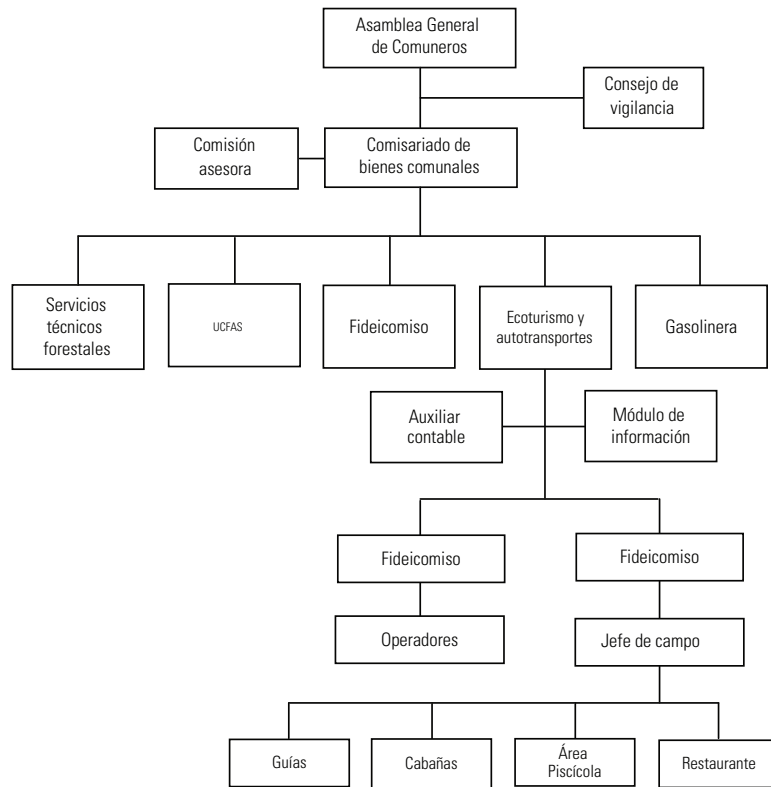 Asamblea General
de Comuneros
Consejo de
vigilancia
Comisión
asesora
Comisariado de
bienes comunales
Servicios
técnicos
forestales
UCFAS
Fideicomiso
Ecoturismo y
autotransportes
Gasolinera
Auxiliar
contable
Módulo de
información
Fideicomiso
Fideicomiso
Operadores
Jefe de campo
Guías
Cabañas
Área
Piscícola
Restaurante